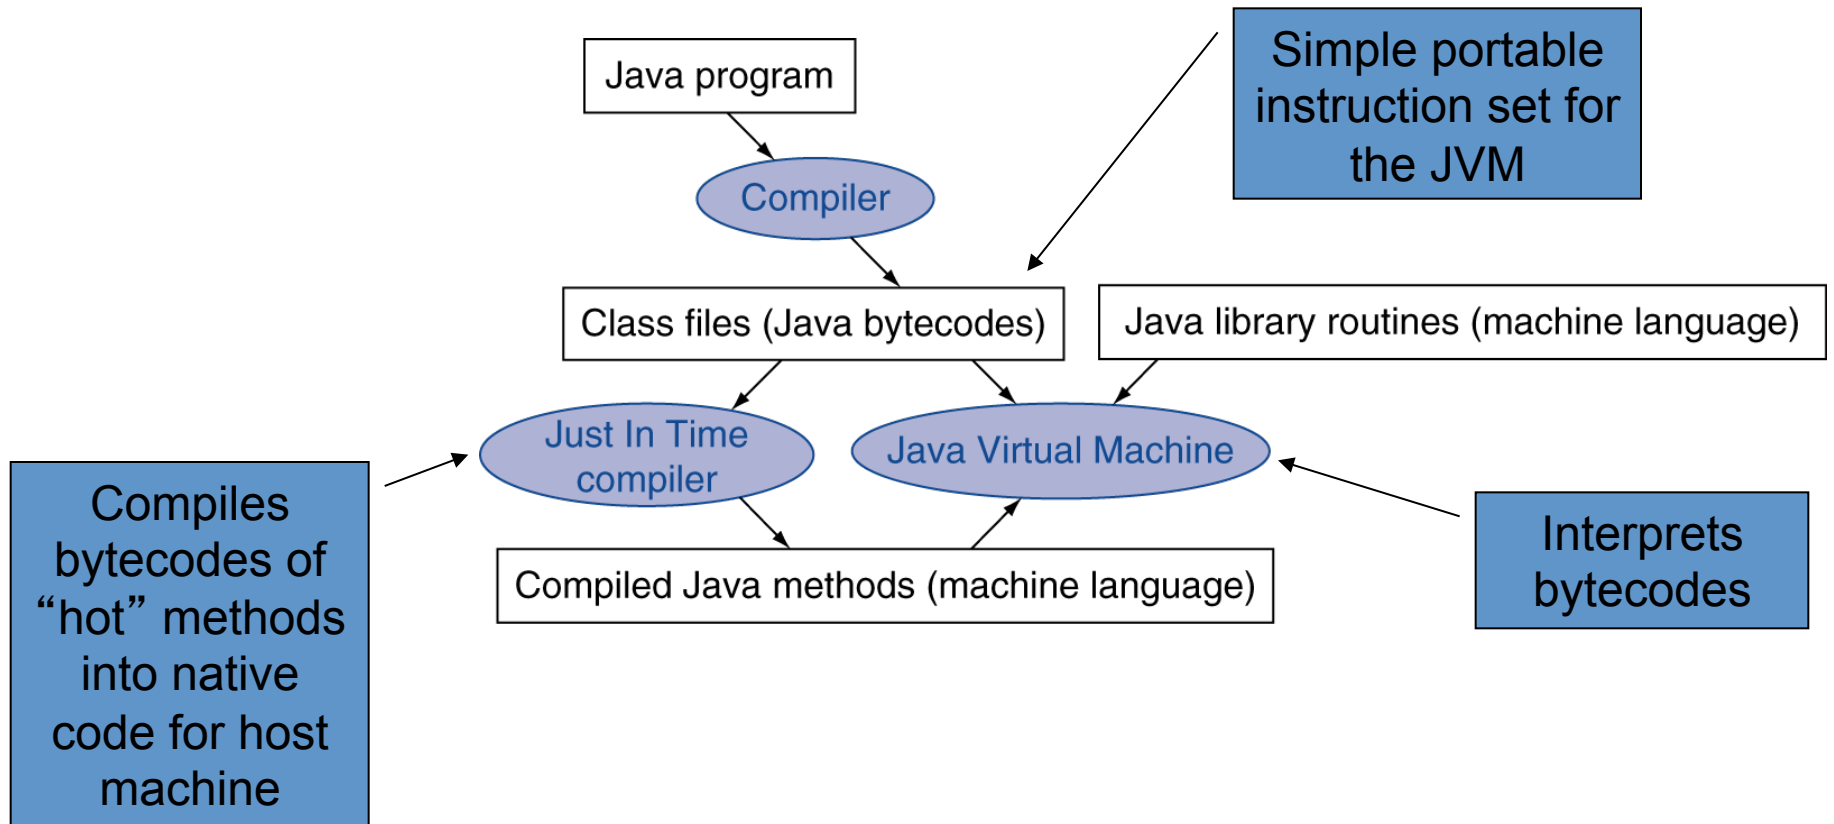 Java program
Simple portable
instruction set for
the JVM
Compiler
Class files (Java bytecodes)
Java library routines (machine language)
Just In Time
compiler
Java Virtual Machine
Compiles
bytecodes of
“hot” methods
into native
code for host
machine
Interprets
bytecodes
Compiled Java methods (machine language)